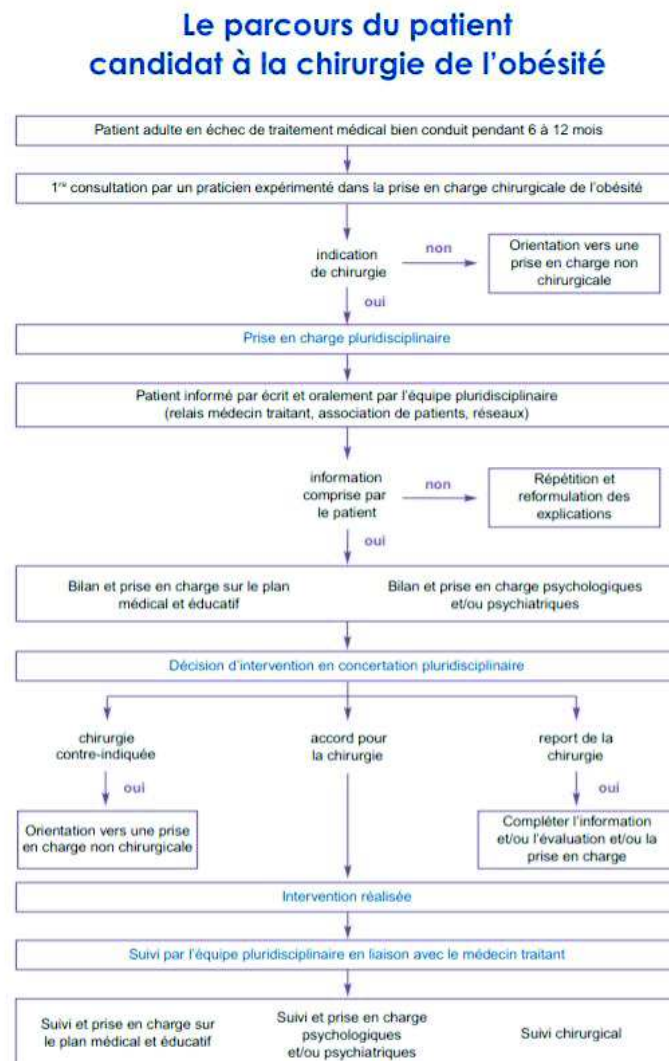 Le parcours du patient
candidat à la chirurgie de l'obésité
Patient adulte en échec de traitement médical bien conduit pendant 6 à 12 mois
1re consultation par un praticien expérimenté dans la prise en charge chirurgicale de l'obésité
indication
de chirurgie
non
Orientation vers une
prise en charge non
chirurgicale
oui
Prise en charge pluridisciplinaire
Patient informé par écrit et oralement par l'équipe pluridisciplinaire
(relais médecin traitant, association de patients, réseaux)
information
comprise par
le patient
non
Répétition et
reformulation des
explications
oui
Bilan et prise en charge sur le plan
médical et éducatif
Bilan et prise en charge psychologiques
et/ou psychiatriques
Décision d'intervention en concertation pluridisciplinaire
chirurgie
contre-indiquée
accord pour
la chirurgie
report de la
chirurgie
oui
oui
Orientation vers une prise
en charge non chirurgicale
Compléter l'information
et/ou l'évaluation et/ou la
prise en charge
Intervention réalisée
Suivi par l'équipe pluridisciplinaire en liaison avec le médecin traitant
Suivi et prise en charge sur
le plan médical et éducatif
Suivi et prise en charge
psychologiques
et/ou psychiatriques
Suivi chirurgical